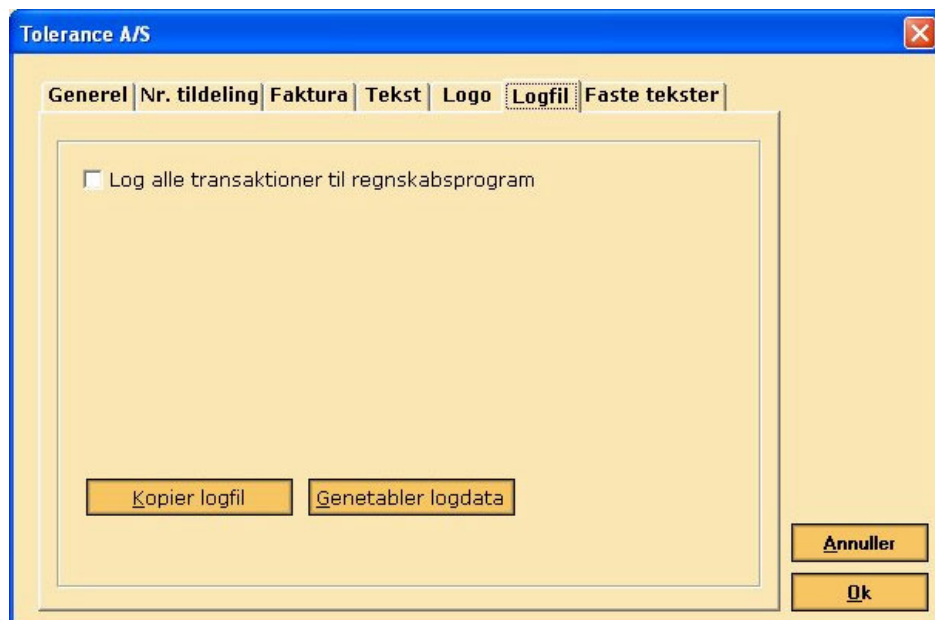 Tolerance A/S
Generel Nr. tildeling Faktura Tekst Logo Logfil Faste tekster
Log alle transaktioner til regnskabsprogram
Kopier logfil Genetabler logdata
Annuller
Ok